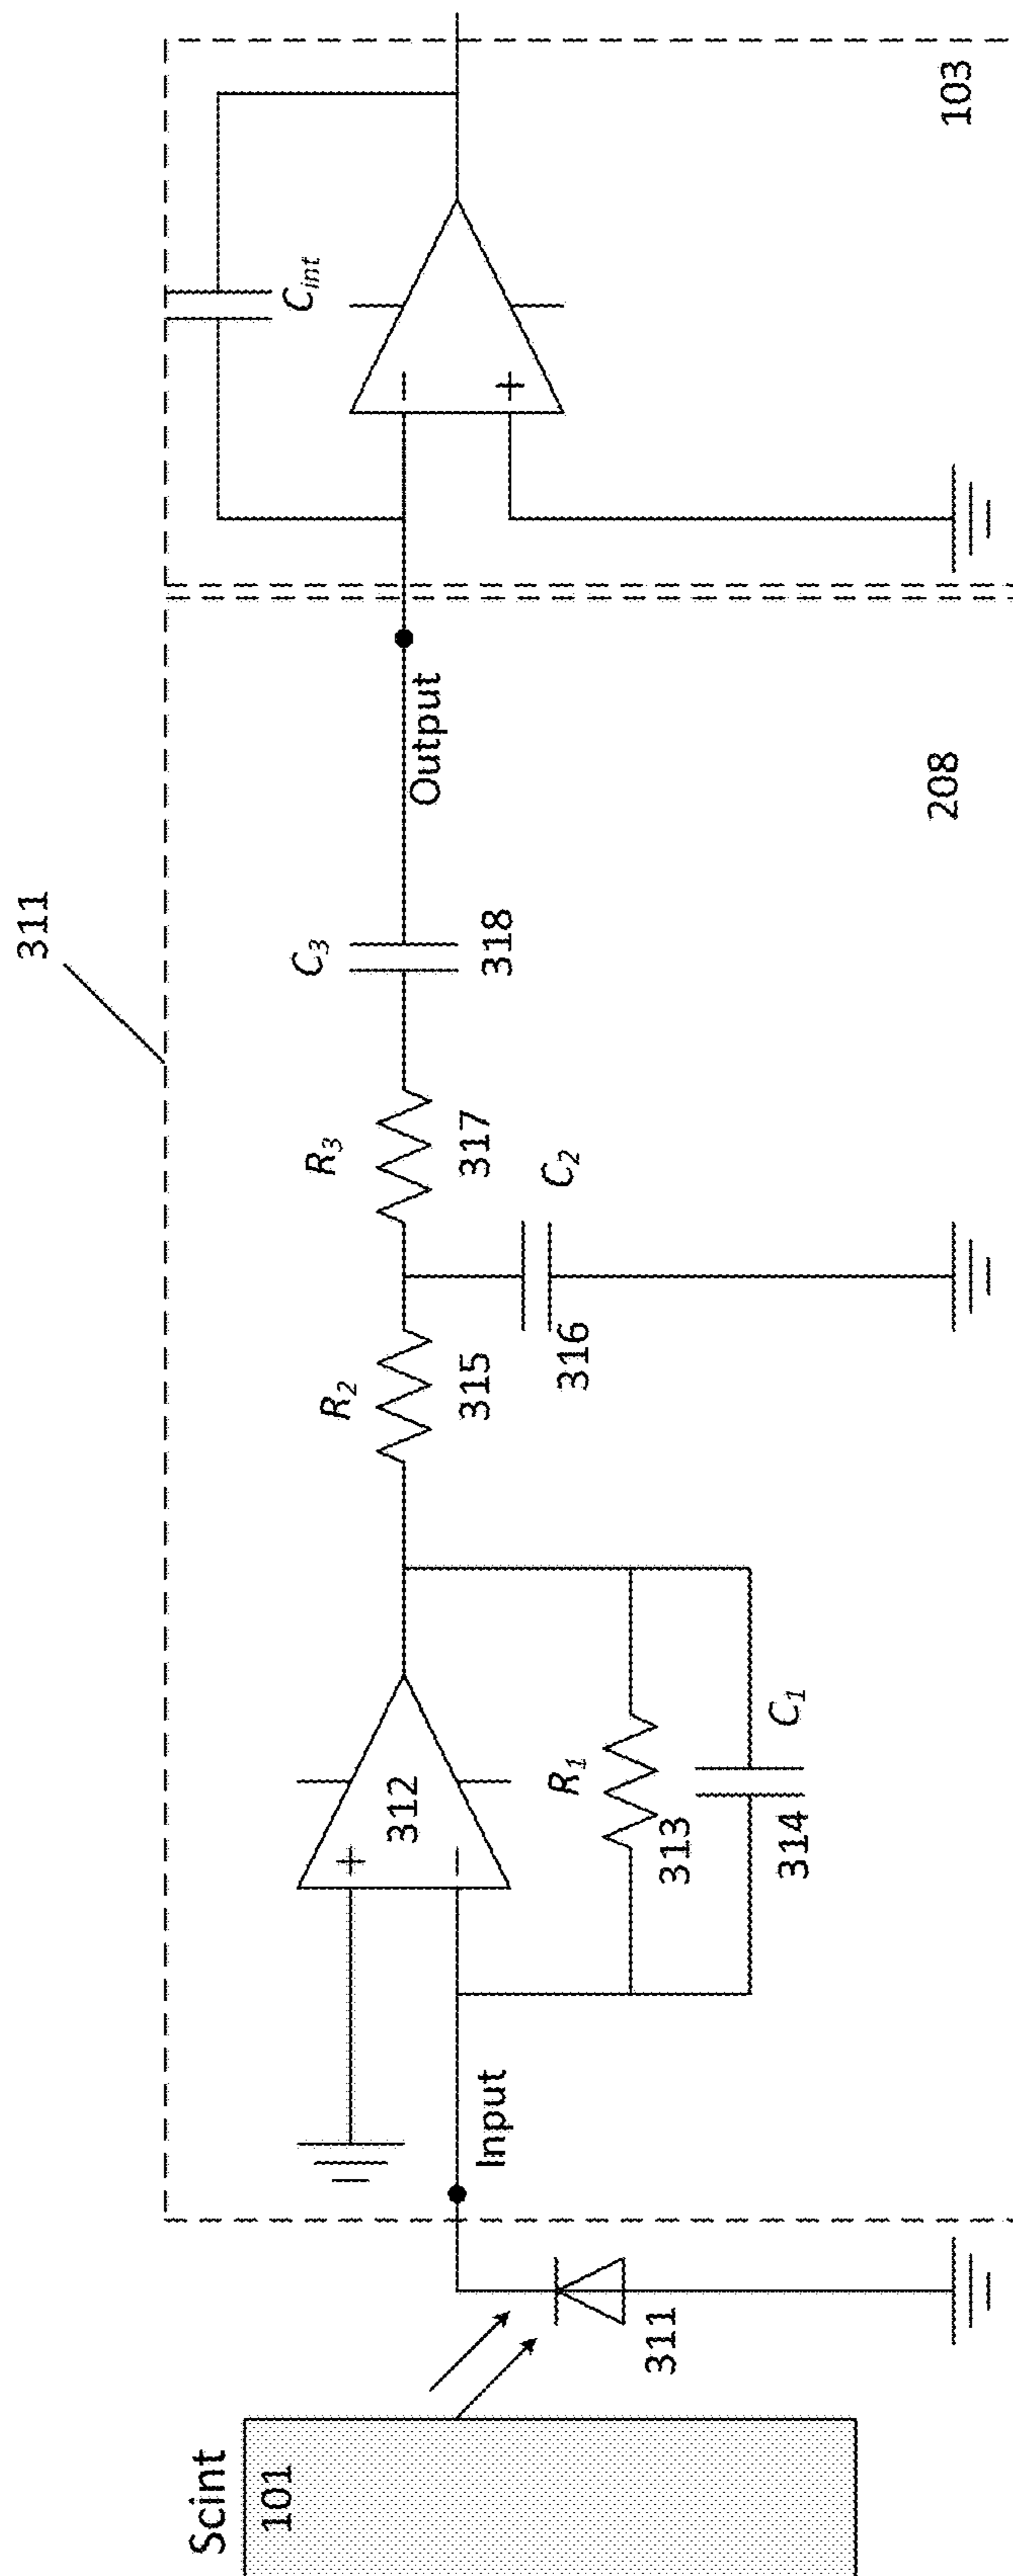 311
Scint
101
311
Input
+
−
312
R1
313
C1
314
R2
315
C2
316
R3
317
C3
318
Output
208
Cint
−
+
103